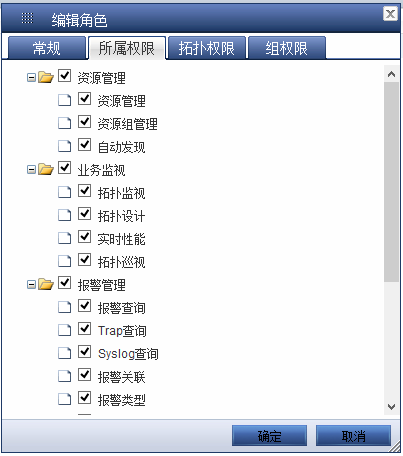 编辑角色
常规 所属权限 拓扑权限 组权限
资源管理
资源管理
资源组管理
自动发现
业务监视
拓扑监视
拓扑设计
实时性能
拓扑巡视
报警管理
报警查询
Trap查询
Syslog查询
报警关联
报警类型
确定 取消